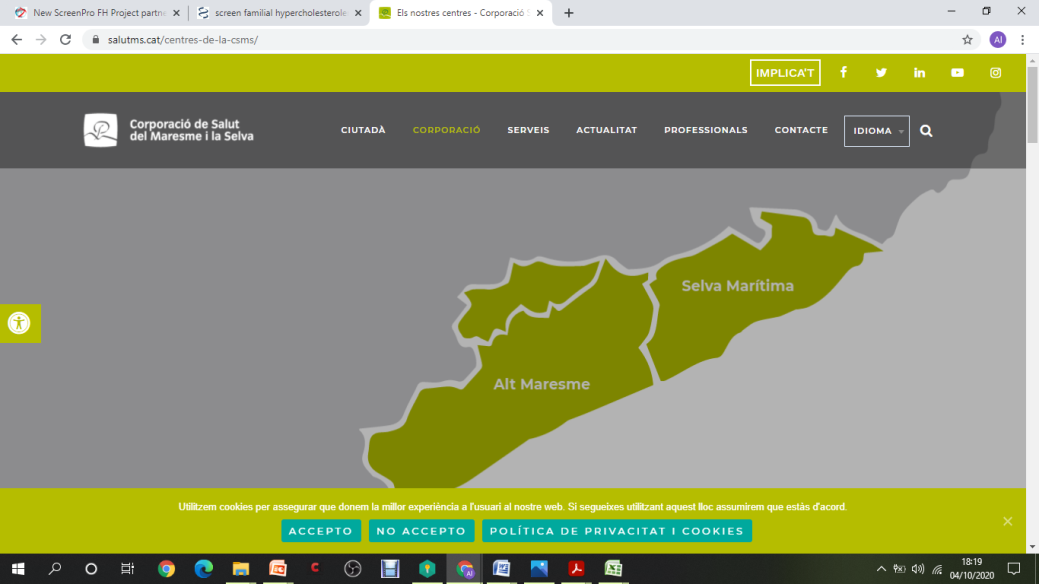 New ScreenPro FH Project partne
screen familial hypercholesterole
Els nostres centres - Corporació S
salutms.cat/centres-de-la-csms/
AI
IMPLICA'T
Corporació de Salut
del Maresme i la Selva
CIUTADÀ
CORPORACIÓ
SERVEIS
ACTUALITAT
PROFESSIONALS
CONTACTE
IDIOMA
Selva Marítima
Alt Maresme
Utilitzem cookies per assegurar que donem la millor experiència a l'usuari al nostre web. Si segueixes utilitzant aquest lloc assumirem que estàs d'acord.
ACCEPTO
NO ACCEPTO
POLÍTICA DE PRIVACITAT I COOKIES
18:19
04/10/2020